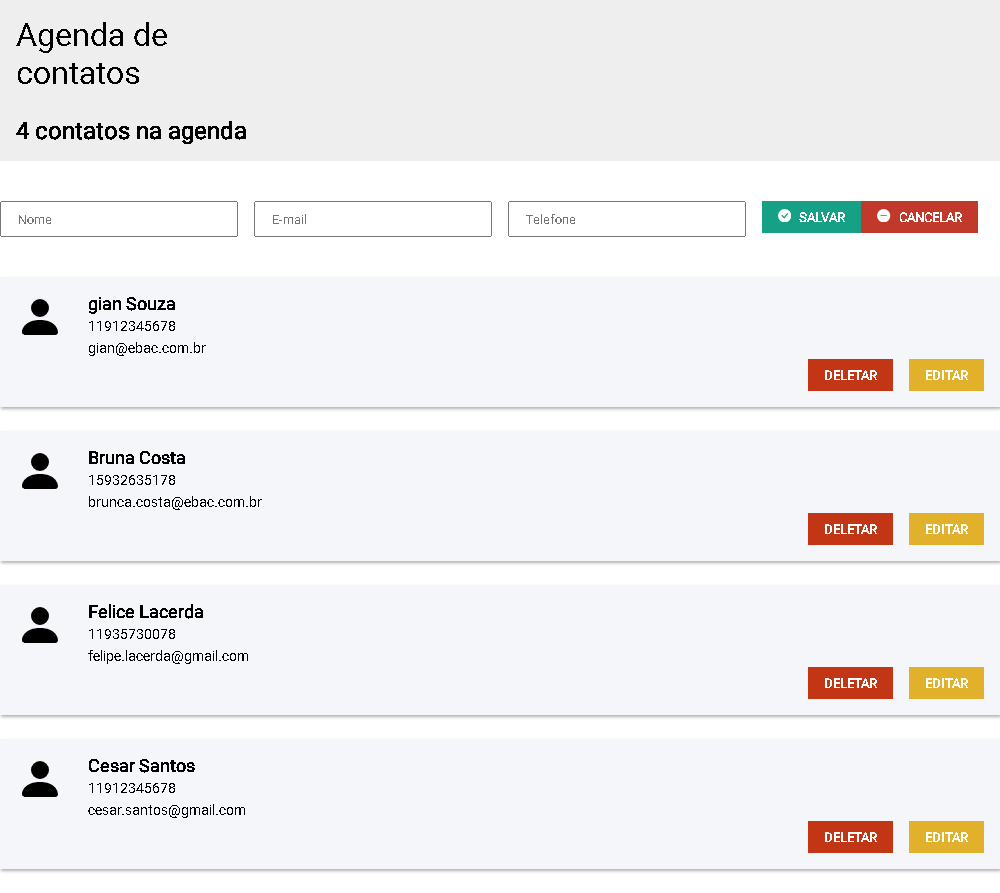 Agenda de
contatos
4 contatos na agenda
Nome E-mail Telefone SALVAR CANCELAR
gian Souza
11912345678
gian@ebac.com.br
DELETAR EDITAR
Bruna Costa
15932635178
brunca.costa@ebac.com.br
DELETAR EDITAR
Felice Lacerda
11935730078
felipe.lacerda@gmail.com
DELETAR EDITAR
Cesar Santos
11912345678
cesar.santos@gmail.com
DELETAR EDITAR